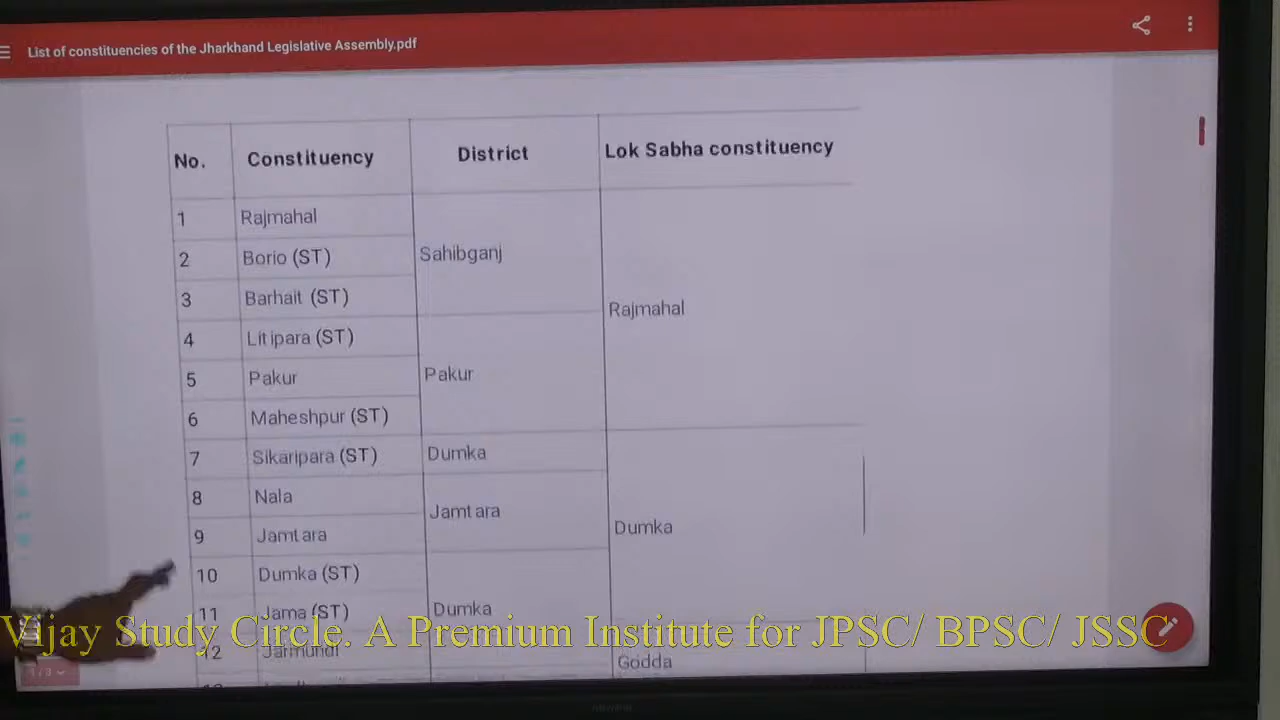 List of constituencies of the Jharkhand Legislative Assembly.pdf
No. Constituency District Lok Sabha constituency
1 Rajmahal
2 Borio (ST) Sahibganj
3 Barhait (ST)
Rajmahal
4 Litipara (ST)
5 Pakur Pakur
6 Maheshpur (ST)
7 Sikaripara (ST) Dumka
8 Nala
Jamtara
9 Jamtara Dumka
10 Dumka (ST)
11 Jama (ST) Dumka
Vijay Study Circle. A Premium Institute for JPSC/ BPSC/ JSSC
12 Jarmundi Godda
1/3